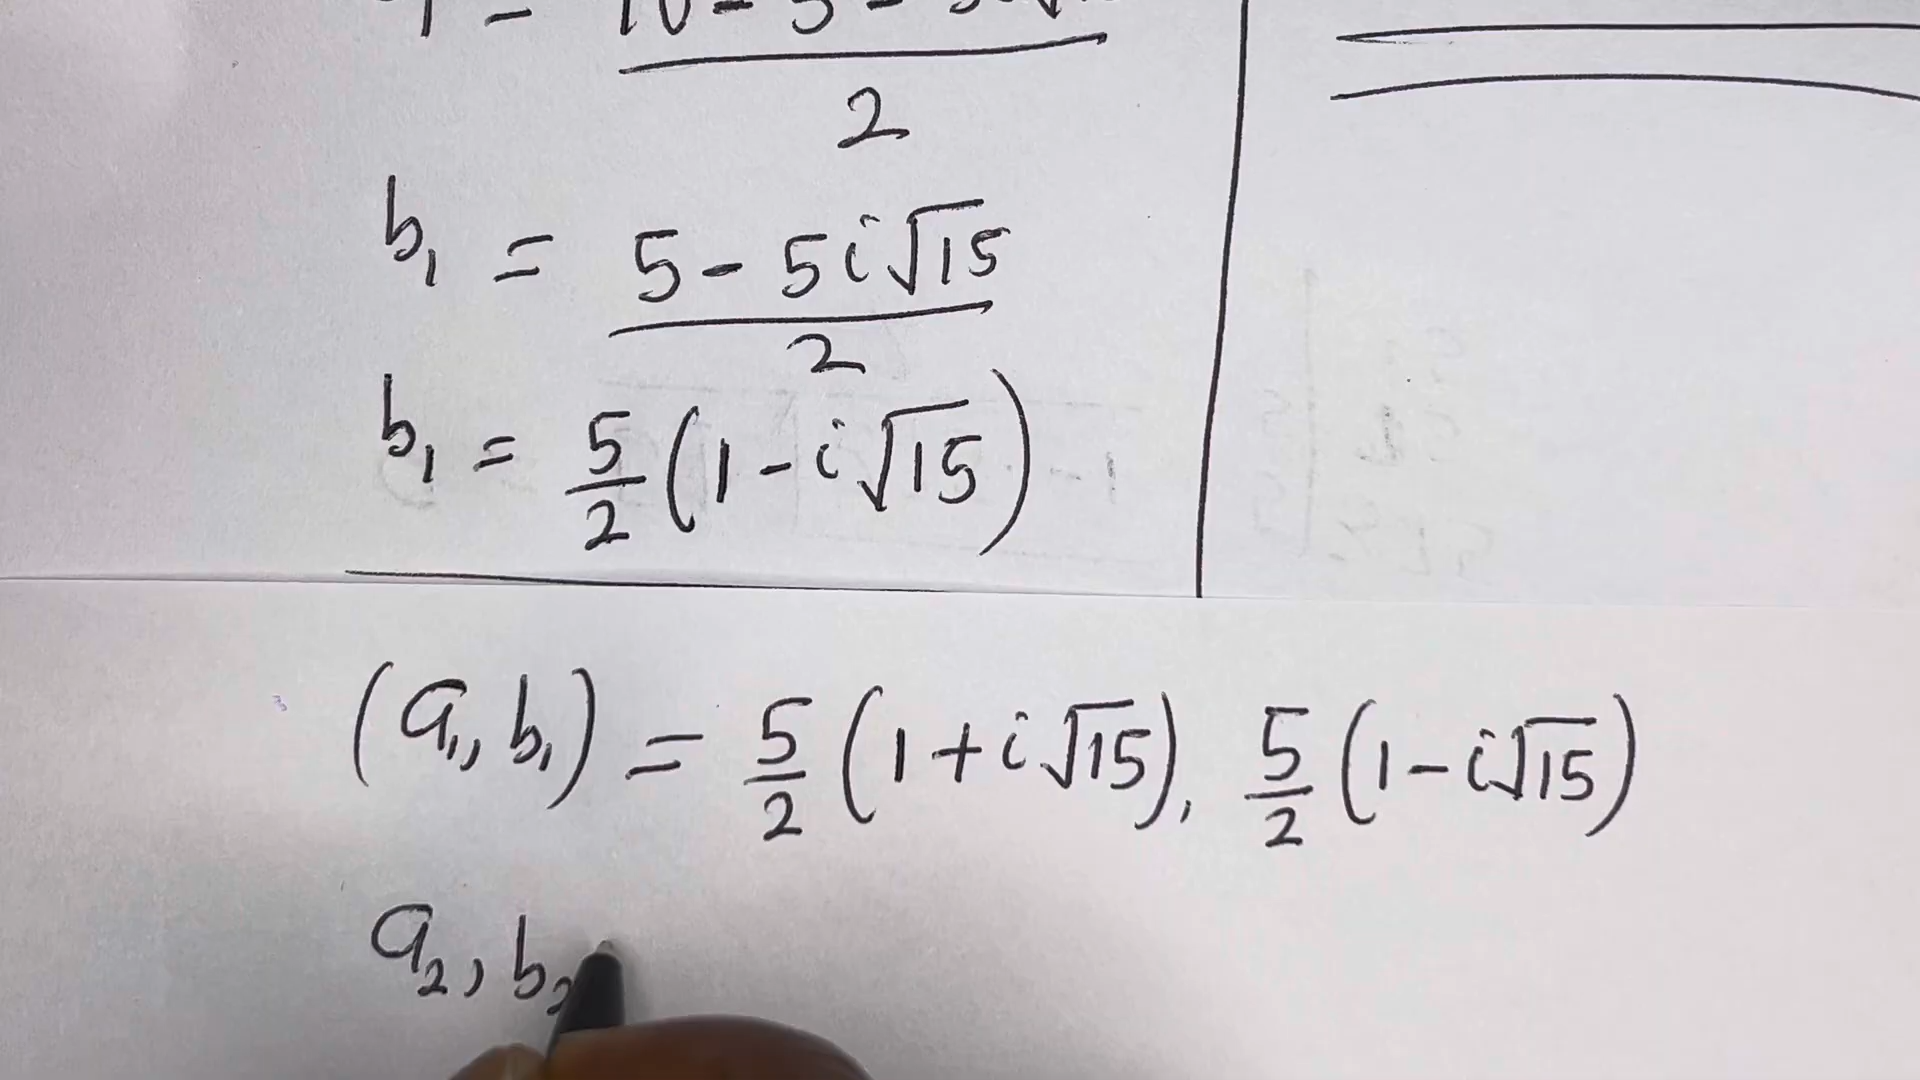 2
b₁ = 5 - 5i√15
2
b₁ = 5/2 (1 - i√15)
(a₁, b₁) = 5/2 (1 + i√15), 5/2 (1 - i√15)
a₂, b₂